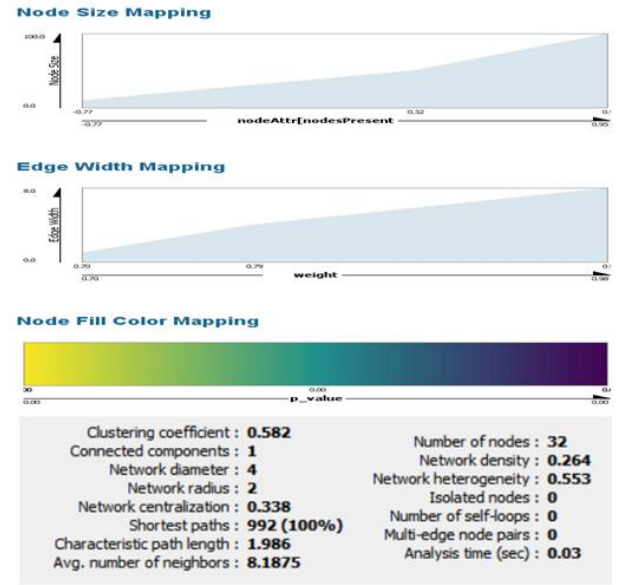 Node Size Mapping
100.0
Node Size
0.0
-0.77 0.32
-0.77 nodeAttr[nodesPresent 0.95
Edge Width Mapping
8.0
Edge Width
0.0
0.70 0.79
0.70 weight 0.98
Node Fill Color Mapping
0.00
0.00 p_value 0.00
Clustering coefficient : 0.582
Connected components : 1
Network diameter : 4
Network radius : 2
Network centralization : 0.338
Shortest paths : 992 (100%)
Characteristic path length : 1.986
Avg. number of neighbors : 8.1875
Number of nodes : 32
Network density : 0.264
Network heterogeneity : 0.553
Isolated nodes : 0
Number of self-loops : 0
Multi-edge node pairs : 0
Analysis time (sec) : 0.03